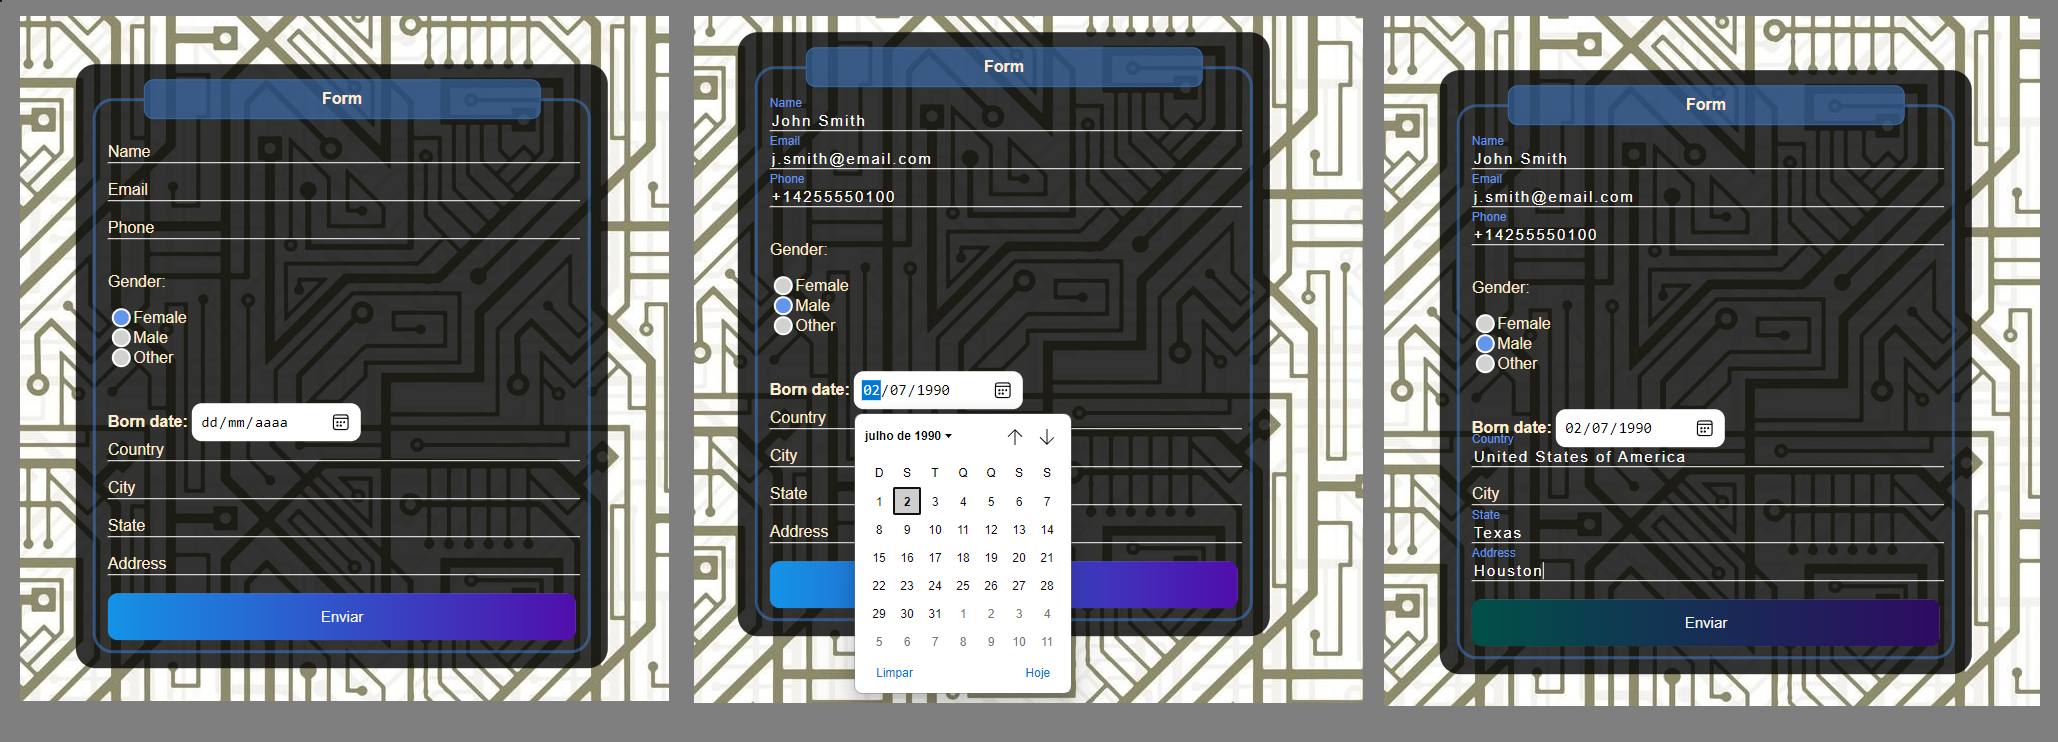 Form
Name
Email
Phone
Gender:
Female
Male
Other
Born date: dd/mm/aaaa
Country
City
State
Address
Enviar
Form
Name
John Smith
Email
j.smith@email.com
Phone
+14255550100
Gender:
Female
Male
Other
Born date: 02/07/1990
Country
City
State
Address
julho de 1990
D S T Q Q S S
1 2 3 4 5 6 7
8 9 10 11 12 13 14
15 16 17 18 19 20 21
22 23 24 25 26 27 28
29 30 31 1 2 3 4
5 6 7 8 9 10 11
Limpar Hoje
Form
Name
John Smith
Email
j.smith@email.com
Phone
+14255550100
Gender:
Female
Male
Other
Born date: 02/07/1990
Country
United States of America
City
State
Texas
Address
Houston
Enviar